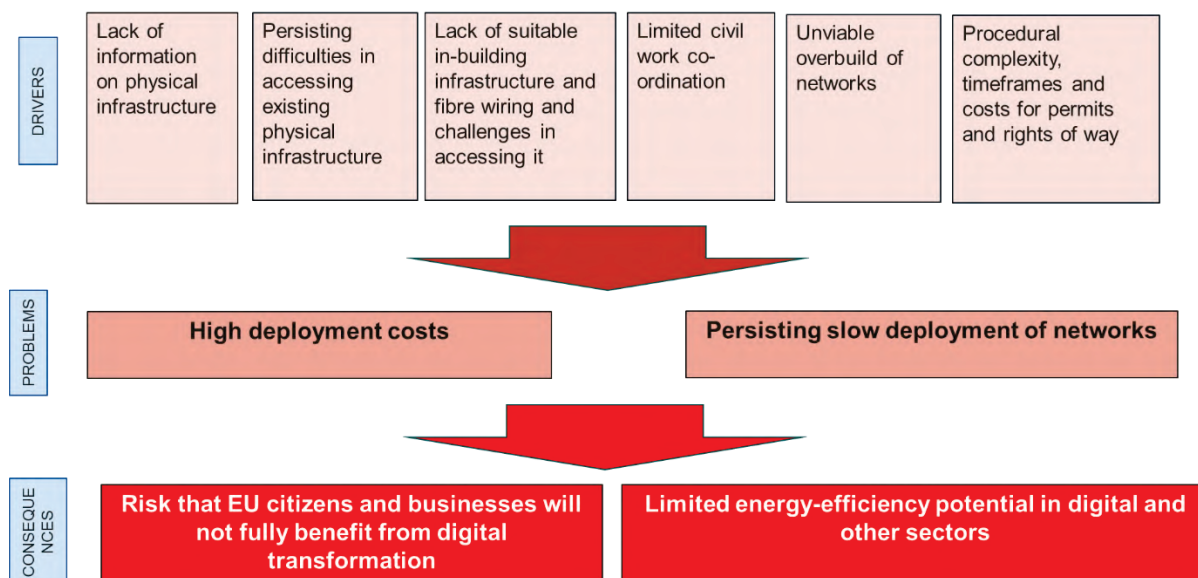 DRIVERS
Lack of
information
on physical
infrastructure
Persisting
difficulties in
accessing
existing
physical
infrastructure
Lack of suitable
in-building
infrastructure and
fibre wiring and
challenges in
accessing it
Limited civil
work co-
ordination
Unviable
overbuild of
networks
Procedural
complexity,
timeframes and
costs for permits
and rights of way
PROBLEMS
High deployment costs
Persisting slow deployment of networks
CONSEQUE
NCES
Risk that EU citizens and businesses will
not fully benefit from digital
transformation
Limited energy-efficiency potential in digital and
other sectors